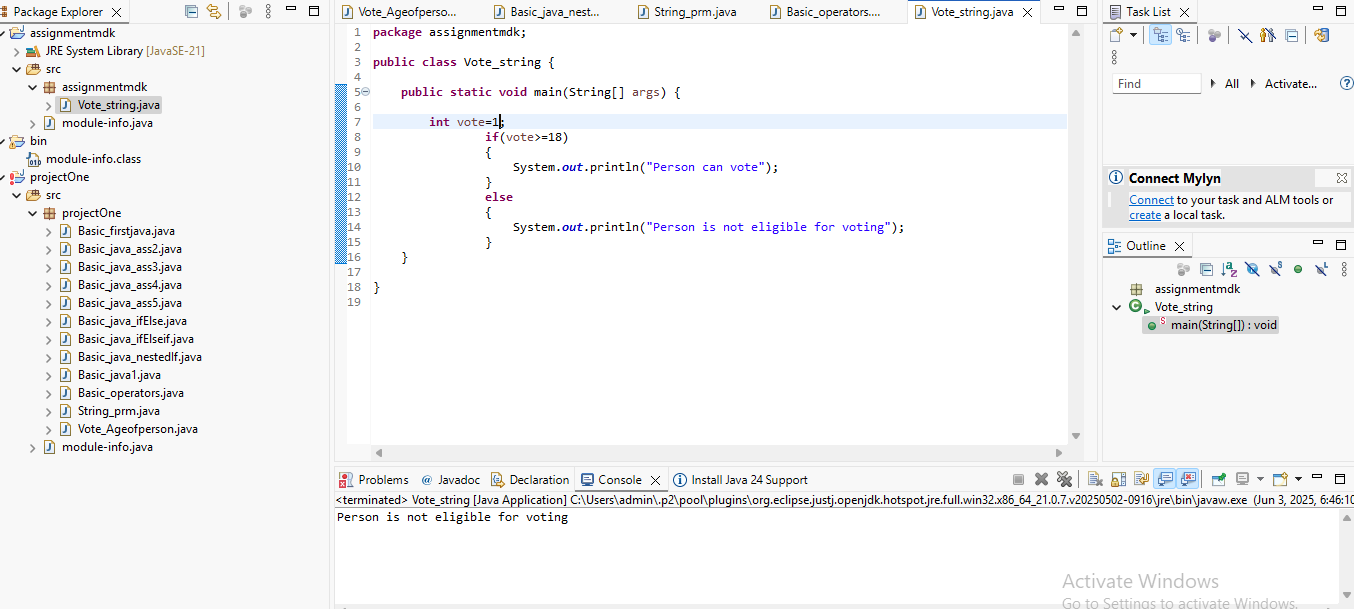 Package Explorer
assignmentmdk
JRE System Library [JavaSE-21]
src
assignmentmdk
Vote_string.java
module-info.java
bin
module-info.class
projectOne
src
projectOne
Basic_firstjava.java
Basic_java_ass2.java
Basic_java_ass3.java
Basic_java_ass4.java
Basic_java_ass5.java
Basic_java_ifElse.java
Basic_java_ifElseif.java
Basic_java_nestedIf.java
Basic_java1.java
Basic_operators.java
String_prm.java
Vote_Ageofperson.java
module-info.java
Vote_Ageofperso... Basic_java_nest... String_prm.java Basic_operators.... Vote_string.java
1 package assignmentmdk;
2
3 public class Vote_string {
4
5 public static void main(String[] args) {
6
7 int vote=1;
8 if(vote>=18)
9 {
10 System.out.println("Person can vote");
11 }
12 else
13 {
14 System.out.println("Person is not eligible for voting");
15 }
16 }
17
18 }
19
Problems @ Javadoc Declaration Console Install Java 24 Support
<terminated> Vote_string [Java Application] C:\Users\admin\.p2\pool\plugins\org.eclipse.justj.openjdk.hotspot.jre.full.win32.x86_64_21.0.7.v20250502-0916\jre\bin\javaw.exe (Jun 3, 2025, 6:46:10
Person is not eligible for voting
Task List
Find All Activate...
Connect Mylyn
Connect to your task and ALM tools or
create a local task.
Outline
assignmentmdk
Vote_string
main(String[]) : void
Activate Windows
Go to Settings to activate Windows.